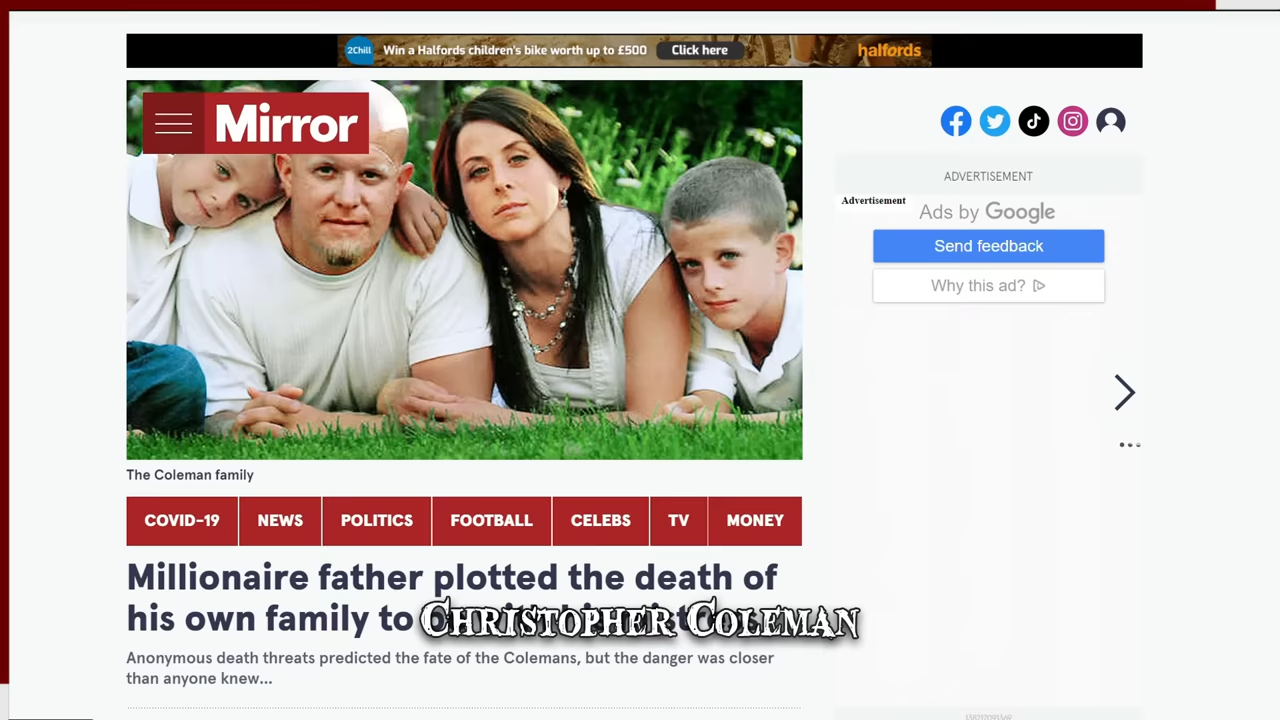 2Chill Win a Halfords children's bike worth up to £500 Click here halfords
Mirror
ADVERTISEMENT
Advertisement
Ads by Google
Send feedback
Why this ad?
The Coleman family
COVID-19 NEWS POLITICS FOOTBALL CELEBS TV MONEY
Millionaire father plotted the death of
his own family to
CHRISTOPHER COLEMAN
Anonymous death threats predicted the fate of the Colemans, but the danger was closer
than anyone knew...